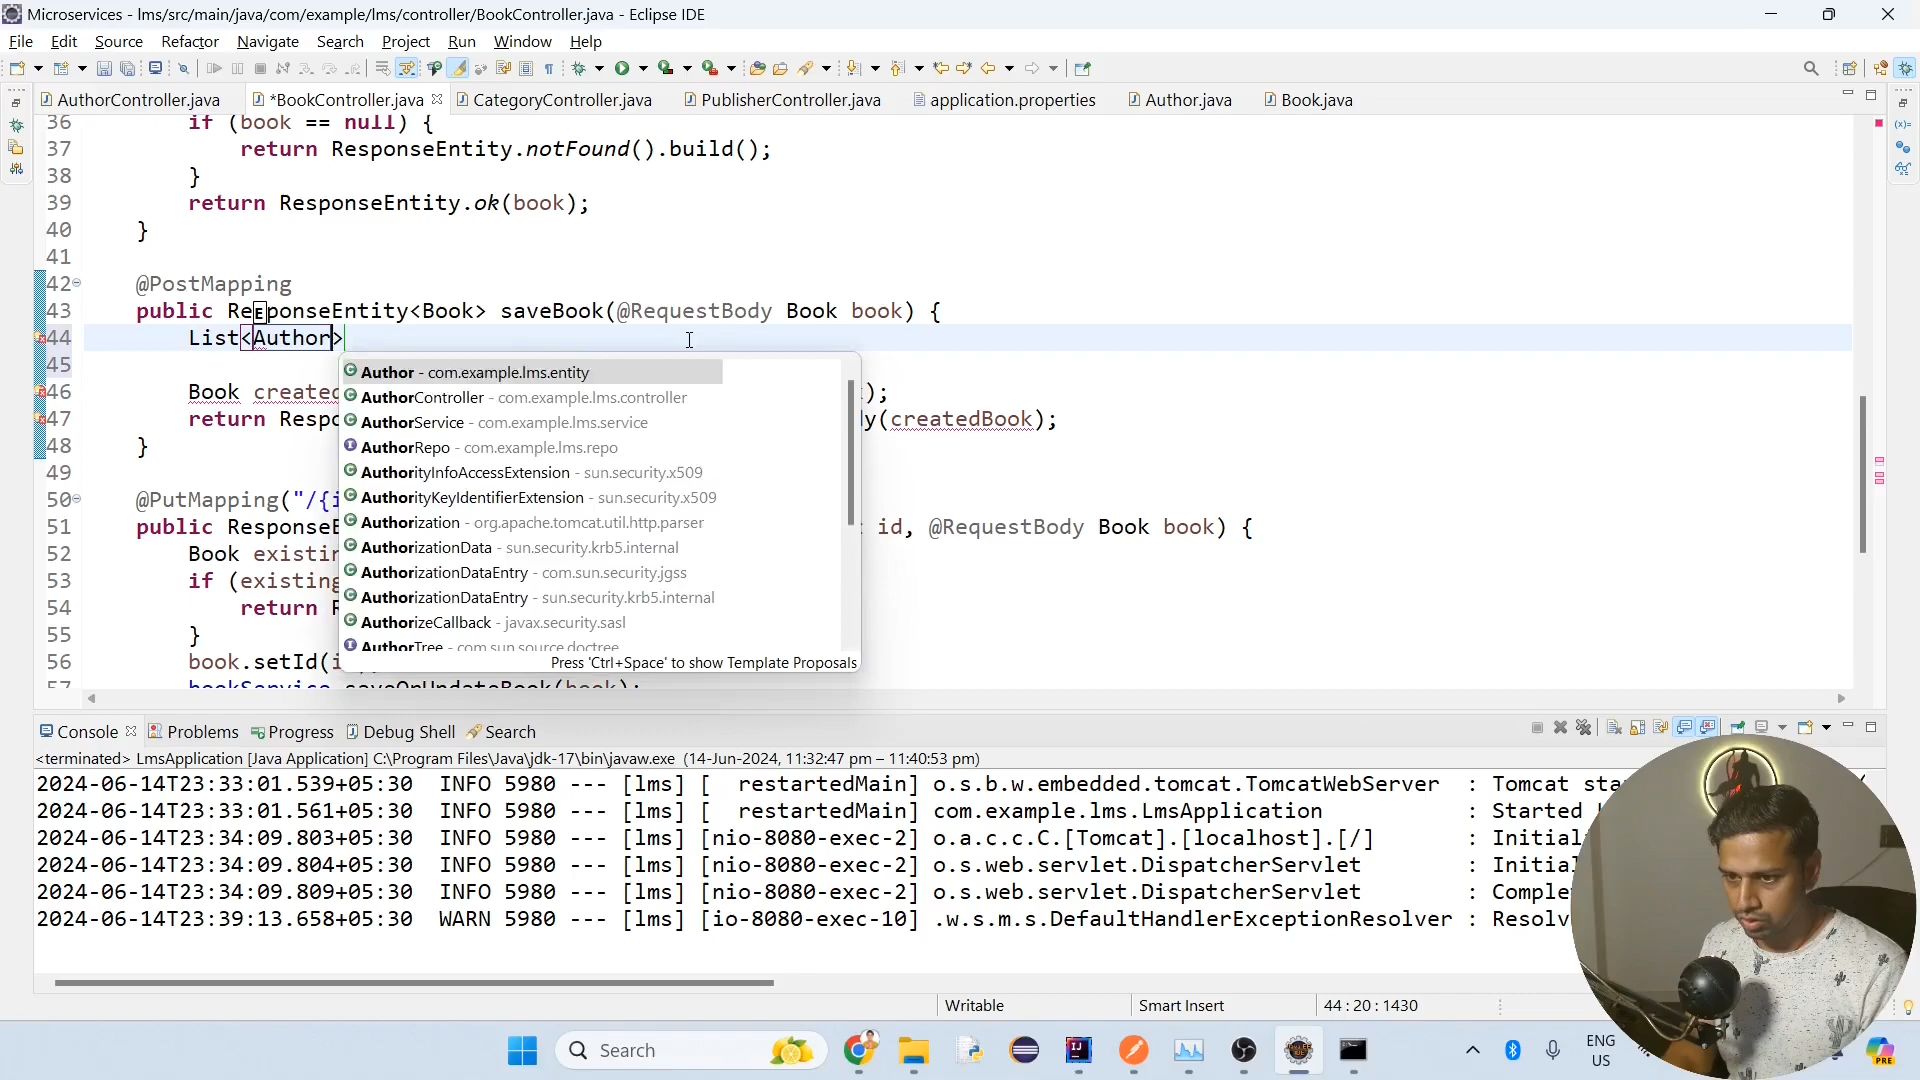 Microservices - lms/src/main/java/com/example/lms/controller/BookController.java - Eclipse IDE
File Edit Source Refactor Navigate Search Project Run Window Help
AuthorController.java *BookController.java CategoryController.java PublisherController.java application.properties Author.java Book.java
36 if (book == null) {
37 return ResponseEntity.notFound().build();
38 }
39 return ResponseEntity.ok(book);
40 }
41
42 @PostMapping
43 public ResponseEntity<Book> saveBook(@RequestBody Book book) {
44 List<Author>
45
46 Book created );
47 return Respo y(createdBook);
48 }
49
50 @PutMapping("/{i
51 public Response id, @RequestBody Book book) {
52 Book existin
53 if (existing
54 return
55 }
56 book.setId(i
57 bookService.saveOrUpdateBook(book);
Author - com.example.lms.entity
AuthorController - com.example.lms.controller
AuthorService - com.example.lms.service
AuthorRepo - com.example.lms.repo
AuthorityInfoAccessExtension - sun.security.x509
AuthorityKeyIdentifierExtension - sun.security.x509
Authorization - org.apache.tomcat.util.http.parser
AuthorizationData - sun.security.krb5.internal
AuthorizationDataEntry - com.sun.security.jgss
AuthorizationDataEntry - sun.security.krb5.internal
AuthorizeCallback - javax.security.sasl
AuthorTree - com.sun.source.doctree
Press 'Ctrl+Space' to show Template Proposals
Console Problems Progress Debug Shell Search
<terminated> LmsApplication [Java Application] C:\Program Files\Java\jdk-17\bin\javaw.exe (14-Jun-2024, 11:32:47 pm – 11:40:53 pm)
2024-06-14T23:33:01.539+05:30 INFO 5980 --- [lms] [ restartedMain] o.s.b.w.embedded.tomcat.TomcatWebServer : Tomcat sta
2024-06-14T23:33:01.561+05:30 INFO 5980 --- [lms] [ restartedMain] com.example.lms.LmsApplication : Started
2024-06-14T23:34:09.803+05:30 INFO 5980 --- [lms] [nio-8080-exec-2] o.a.c.c.C.[Tomcat].[localhost].[/] : Initial
2024-06-14T23:34:09.804+05:30 INFO 5980 --- [lms] [nio-8080-exec-2] o.s.web.servlet.DispatcherServlet : Initial
2024-06-14T23:34:09.809+05:30 INFO 5980 --- [lms] [nio-8080-exec-2] o.s.web.servlet.DispatcherServlet : Comple
2024-06-14T23:39:13.658+05:30 WARN 5980 --- [lms] [io-8080-exec-10] .w.s.m.s.DefaultHandlerExceptionResolver : Resolv
Writable Smart Insert 44 : 20 : 1430
Search ENG
US